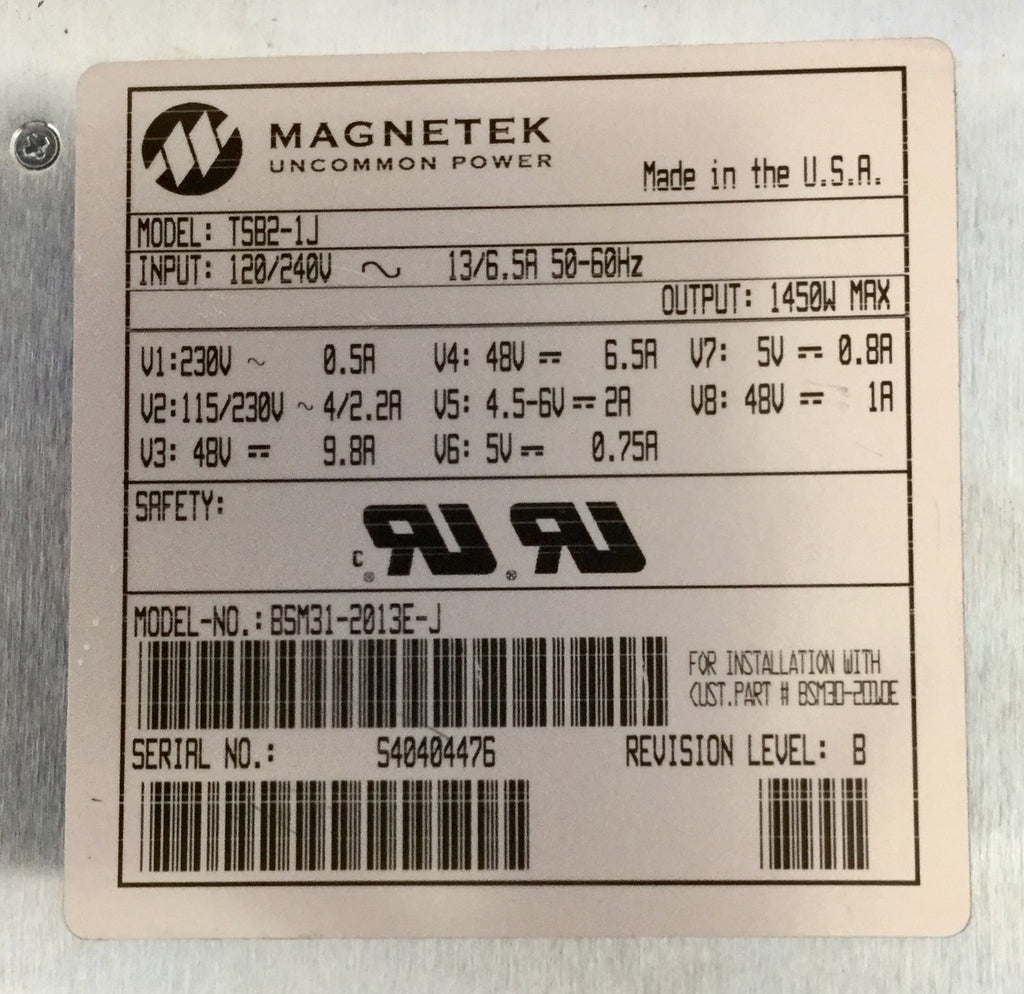 MAGNETEK
UNCOMMON POWER
Made in the U.S.A.
MODEL: TSB2-1J
INPUT: 120/240V ~ 13/6.5A 50-60Hz
OUTPUT: 1450W MAX
V1:230V ~ 0.5A V4: 48V ⎓ 6.5A V7: 5V ⎓ 0.8A
V2:115/230V ~ 4/2.2A V5: 4.5-6V ⎓ 2A V8: 48V ⎓ 1A
V3: 48V ⎓ 9.8A V6: 5V ⎓ 0.75A
SAFETY:
c RU ® RU ®
MODEL-NO.: BSM31-2013E-J
FOR INSTALLATION WITH
CUST.PART # BSM30-2010E
SERIAL NO.: S40404476 REVISION LEVEL: B